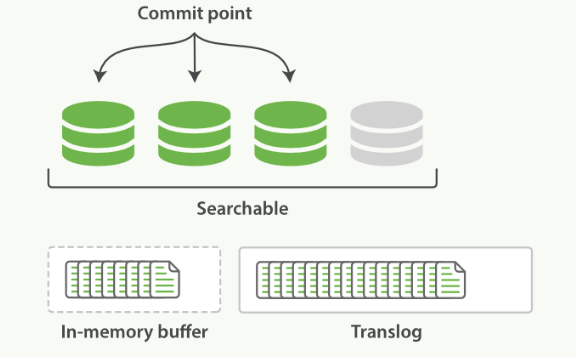 Commit point
Searchable
In-memory buffer
Translog